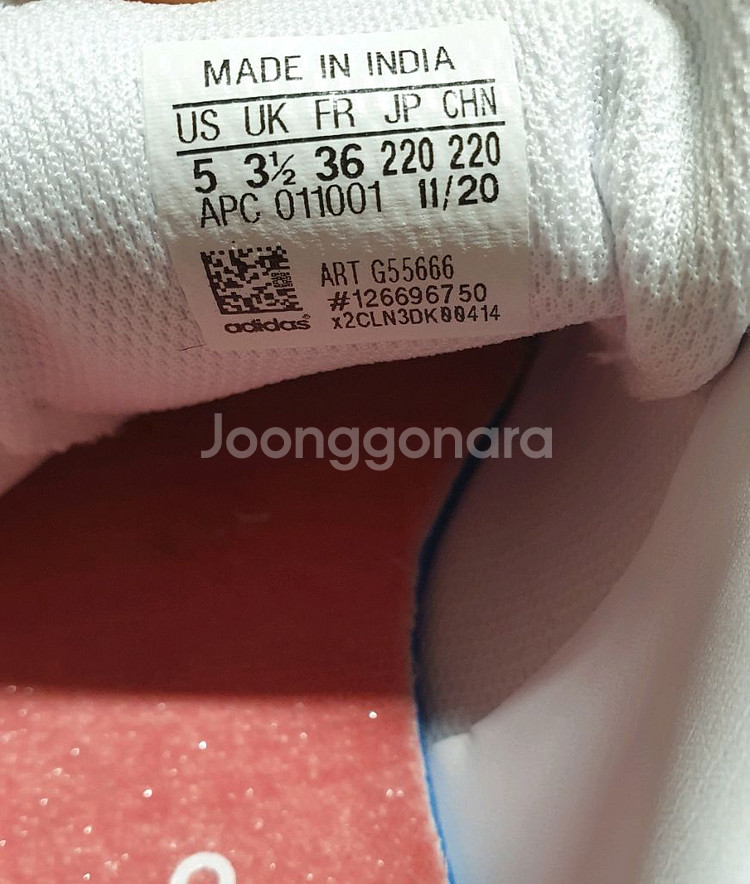 MADE IN INDIA
US UK FR JP CHN
5 3½ 36 220 220
APC 011001 11/20
ART G55666
#126696750
adidas® x2CLN3DK00414
Joonggonara